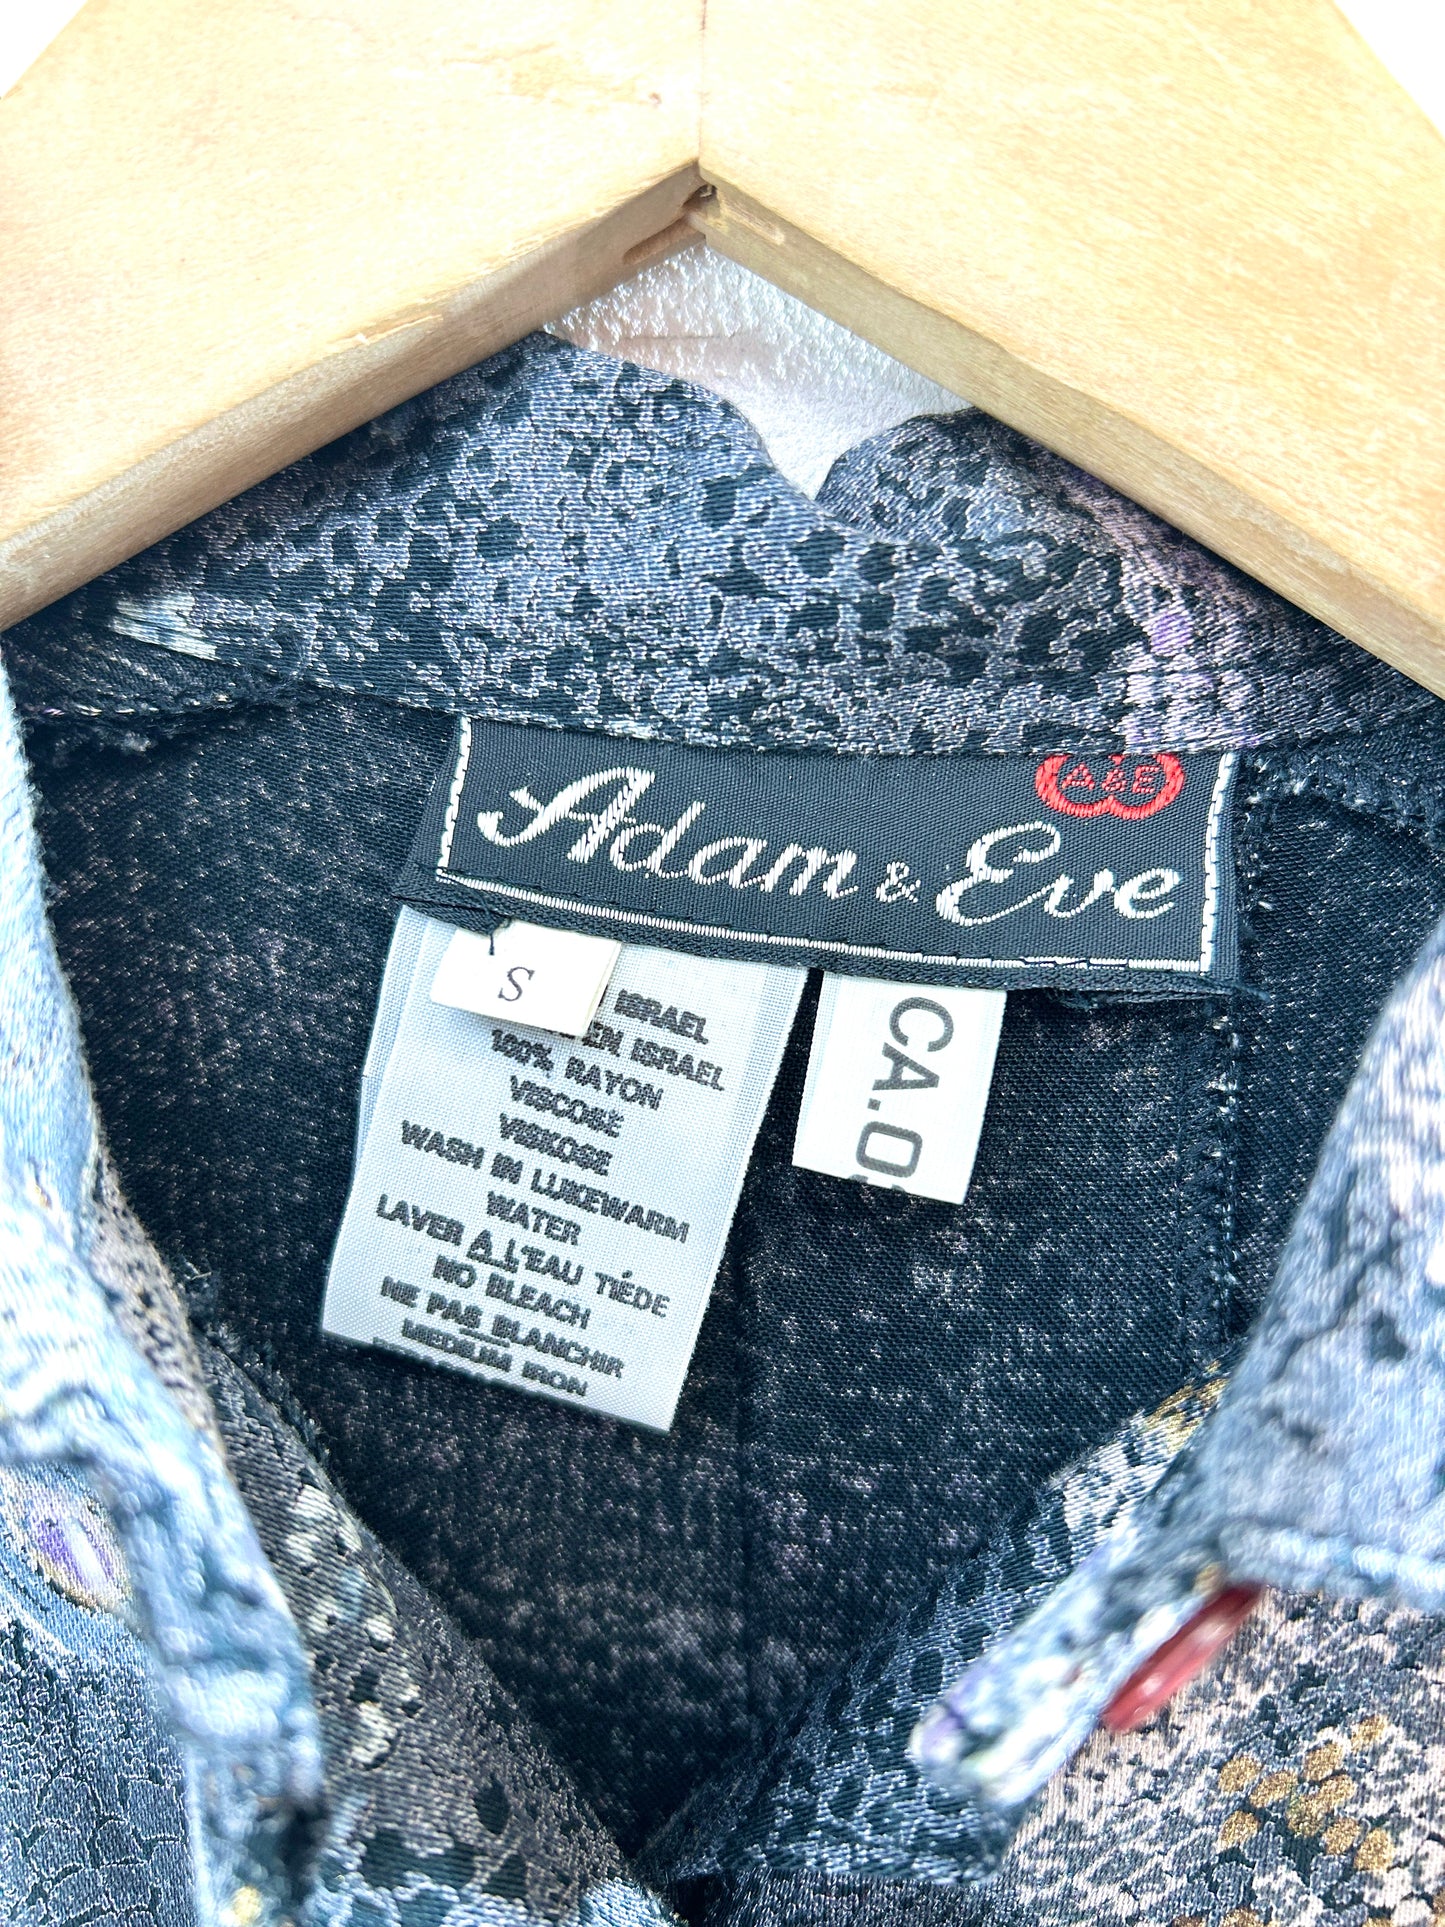 A&E
Adam & Eve
S
ISRAEL
EN ISRAEL
100% RAYON
VISCOSE
VISKOSE
WASH IN LUKEWARM
WATER
LAVER A L'EAU TIÉDE
NO BLEACH
NE PAS BLANCHIR
MEDIUM IRON
CA.0